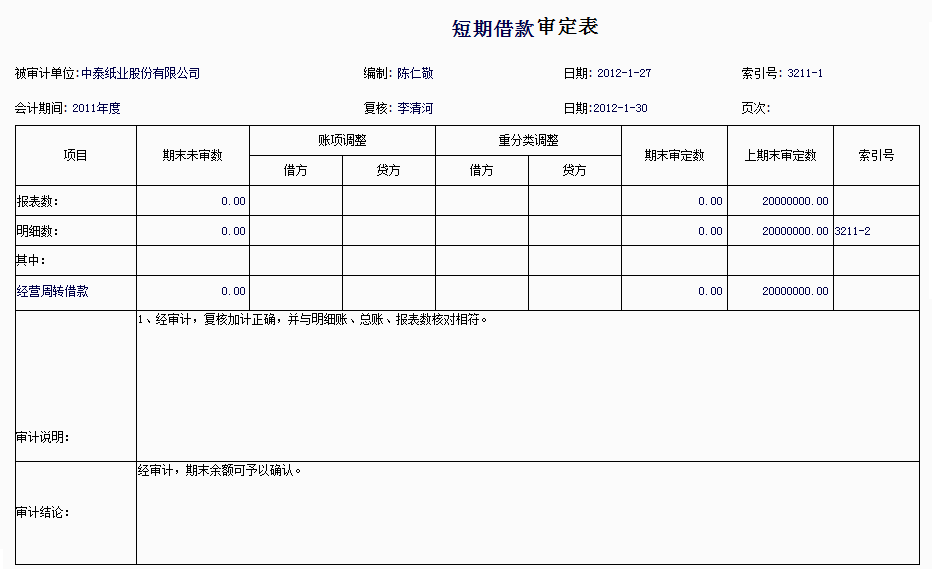 短期借款审定表
被审计单位:中泰纸业股份有限公司 编制: 陈仁敬 日期: 2012-1-27 索引号: 3211-1
会计期间: 2011年度 复核: 李清河 日期:2012-1-30 页次:
项目 期末未审数 账项调整 重分类调整 期末审定数 上期末审定数 索引号
借方 贷方 借方 贷方
报表数: 0.00 0.00 20000000.00
明细数: 0.00 0.00 20000000.00 3211-2
其中:
经营周转借款 0.00 0.00 20000000.00
1、经审计，复核加计正确，并与明细账、总账、报表数核对相符。
审计说明:
经审计，期末余额可予以确认。
审计结论: